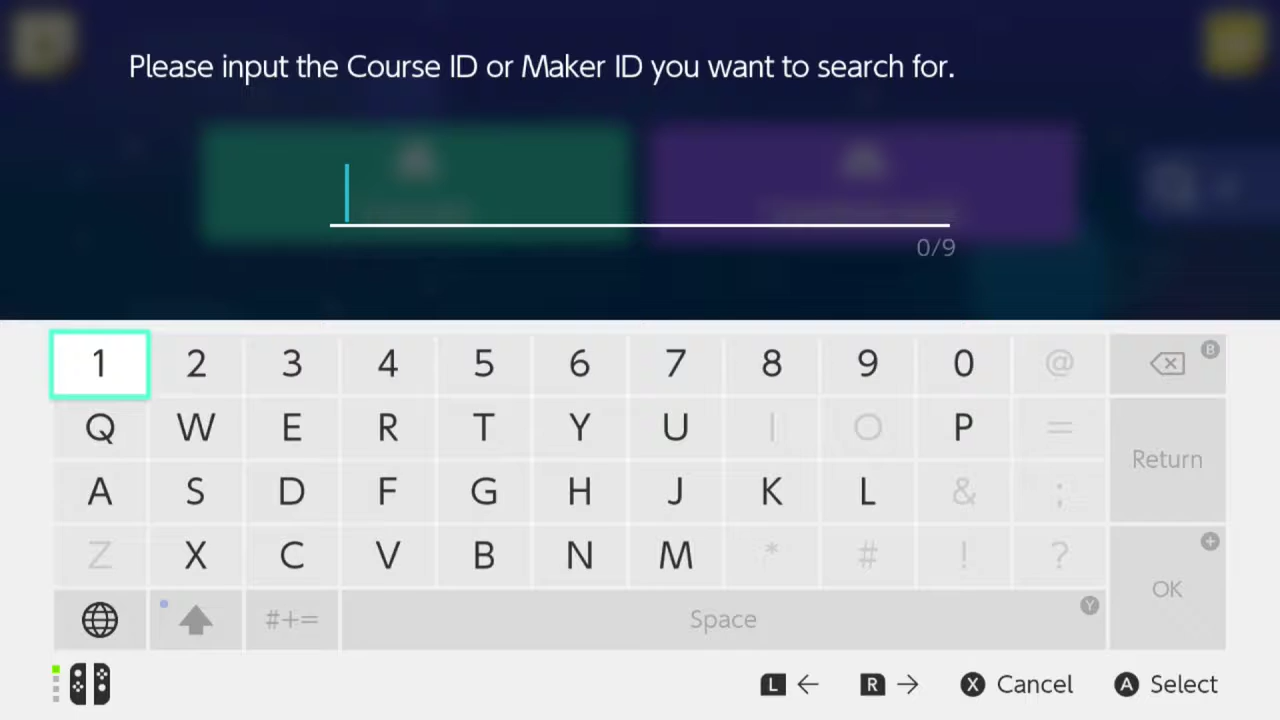 Please input the Course ID or Maker ID you want to search for.
0/9
1 2 3 4 5 6 7 8 9 0 @ B
Q W E R T Y U I O P =
Return
A S D F G H J K L & ;
Z X C V B N M * # ! ? +
OK
#+= Space Y
L ← R → X Cancel A Select